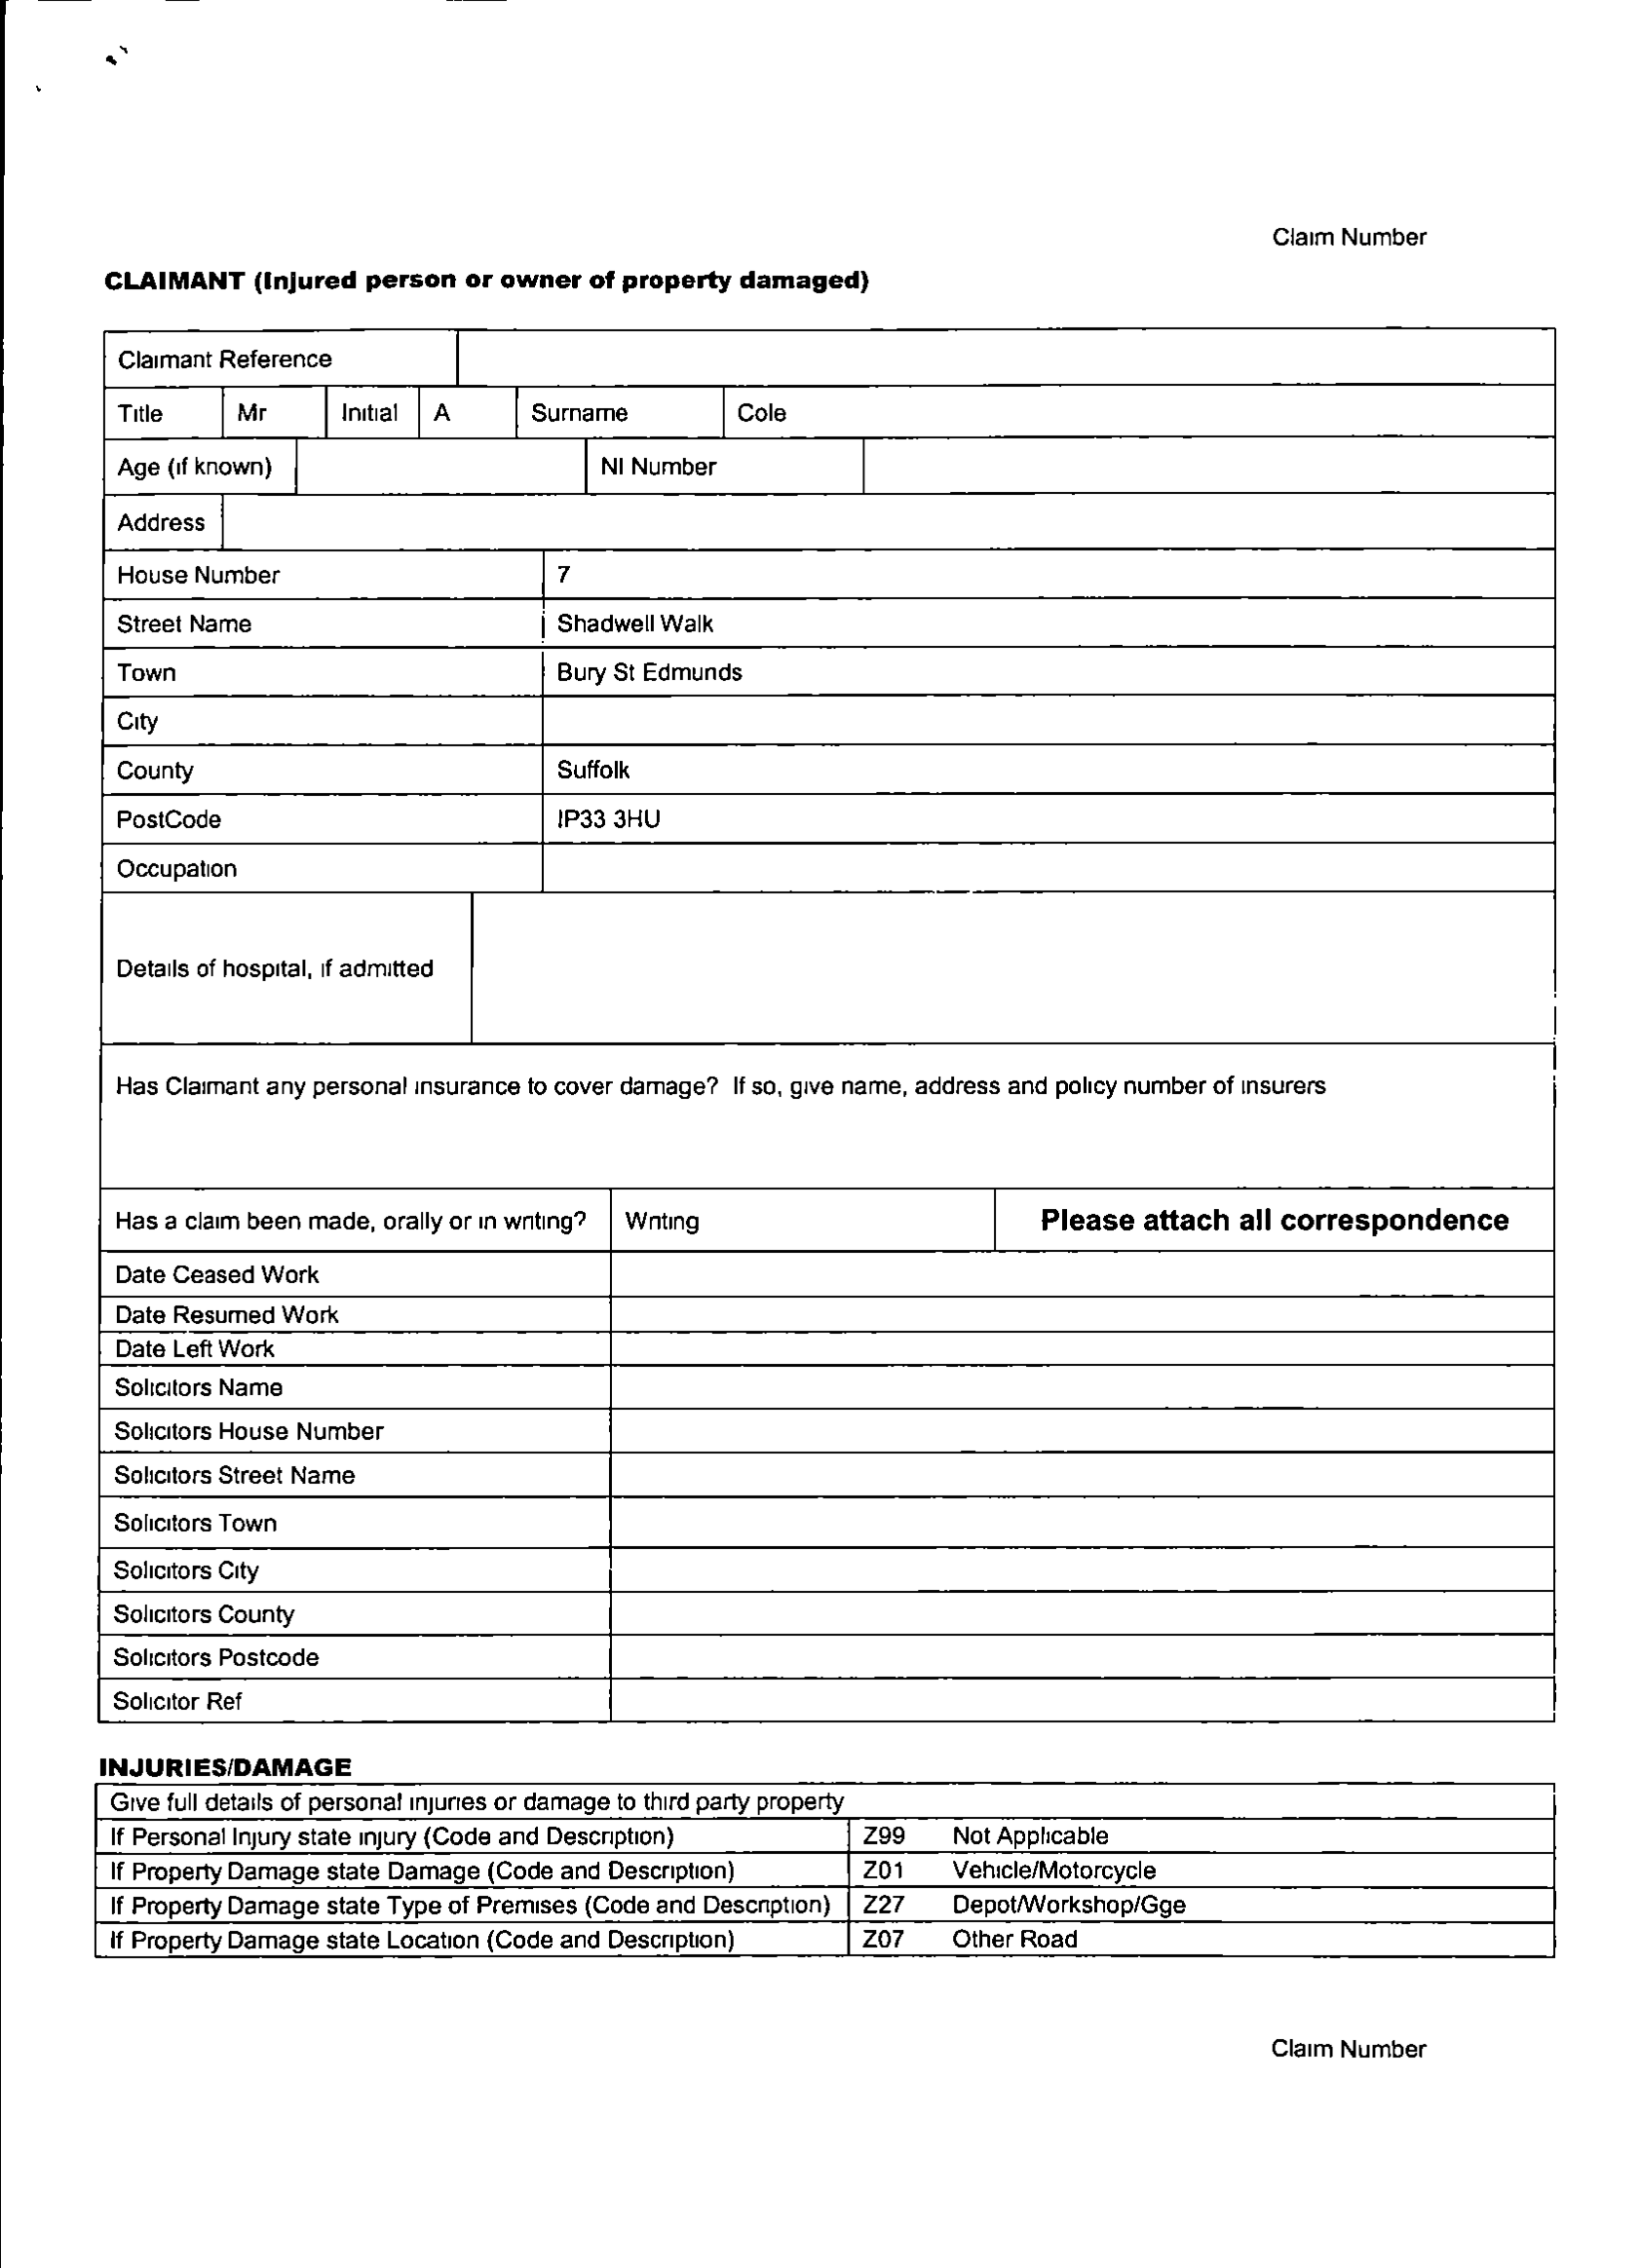 Claim Number
CLAIMANT (Injured person or owner of property damaged)
Claimant Reference
Title Mr Initial A Surname Cole
Age (if known) NI Number
Address
House Number 7
Street Name Shadwell Walk
Town Bury St Edmunds
City
County Suffolk
PostCode IP33 3HU
Occupation
Details of hospital, if admitted
Has Claimant any personal insurance to cover damage? If so, give name, address and policy number of insurers
Has a claim been made, orally or in writing? Writing Please attach all correspondence
Date Ceased Work
Date Resumed Work
Date Left Work
Solicitors Name
Solicitors House Number
Solicitors Street Name
Solicitors Town
Solicitors City
Solicitors County
Solicitors Postcode
Solicitor Ref
INJURIES/DAMAGE
Give full details of personal injuries or damage to third party property
If Personal Injury state injury (Code and Description) Z99 Not Applicable
If Property Damage state Damage (Code and Description) Z01 Vehicle/Motorcycle
If Property Damage state Type of Premises (Code and Description) Z27 Depot/Workshop/Gge
If Property Damage state Location (Code and Description) Z07 Other Road
Claim Number